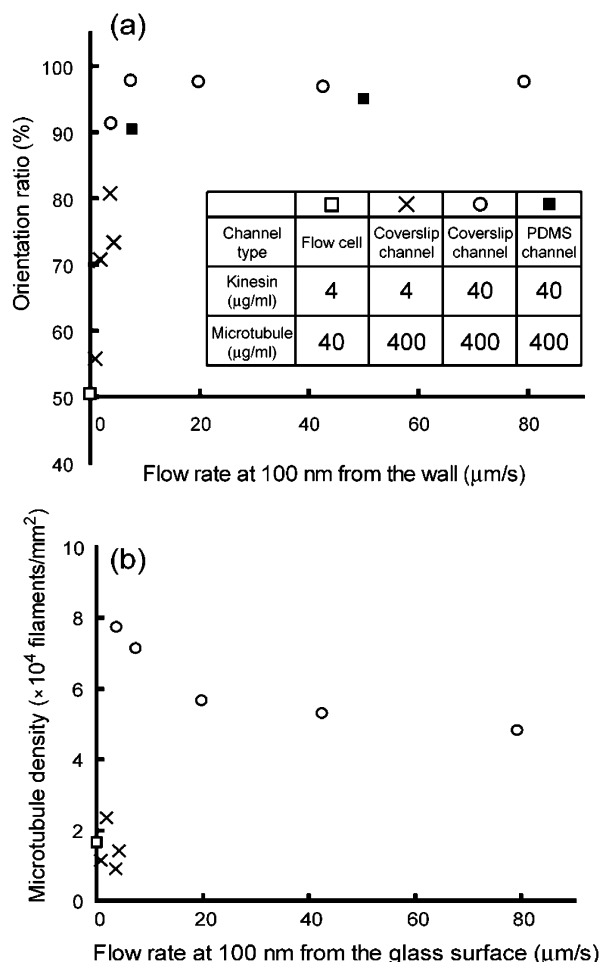 (a)
100
90
80
70
60
50
40
Orientation ratio (%)
Channel type Flow cell Coverslip channel Coverslip channel PDMS channel
Kinesin (μg/ml) 4 4 40 40
Microtubule (μg/ml) 40 400 400 400
0 20 40 60 80
Flow rate at 100 nm from the wall (μm/s)
(b)
10
8
6
4
2
0
Microtubule density (×10⁴ filaments/mm²)
0 20 40 60 80
Flow rate at 100 nm from the glass surface (μm/s)